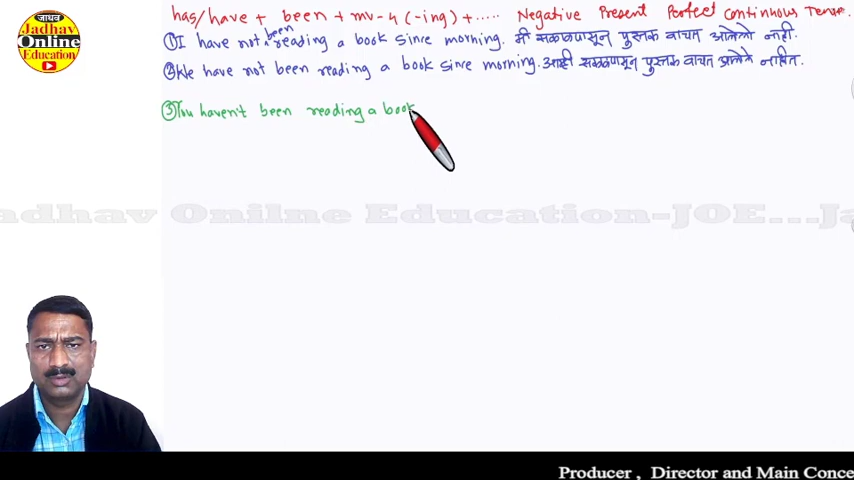 जाधव
Jadhav
Online
Education
has/have + been + mv-4 (-ing) +..... Negative Present Perfect Continuous Tense.
① I have not been reading a book since morning. मी सकाळपासून पुस्तक वाचत आलेलो नाही.
② We have not been reading a book since morning. आम्ही सकाळपासून पुस्तक वाचत आलेलो नाहीत.
③ You haven't been reading a book
Jadhav Onilne Education-JOE...Jad
Producer , Director and Main Conce